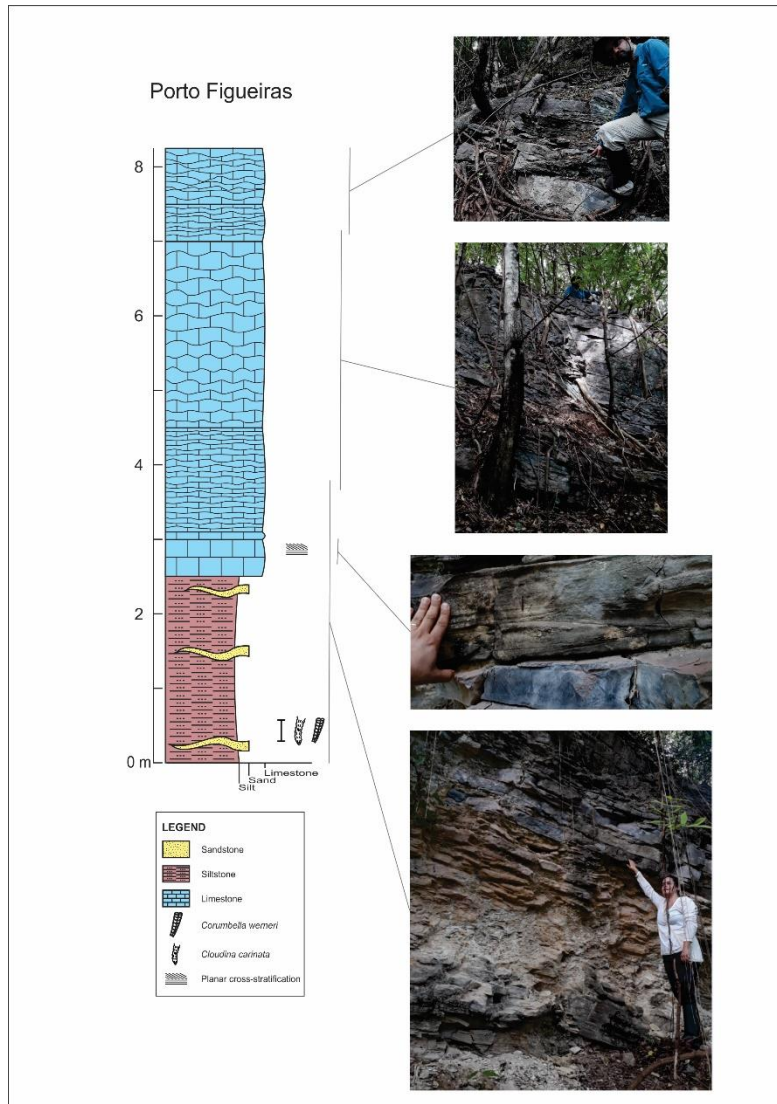 Porto Figueiras
8
6
4
2
0 m
Limestone
Sand
Silt
LEGEND
Sandstone
Siltstone
Limestone
Corumbella werneri
Cloudina carinata
Planar cross-stratification